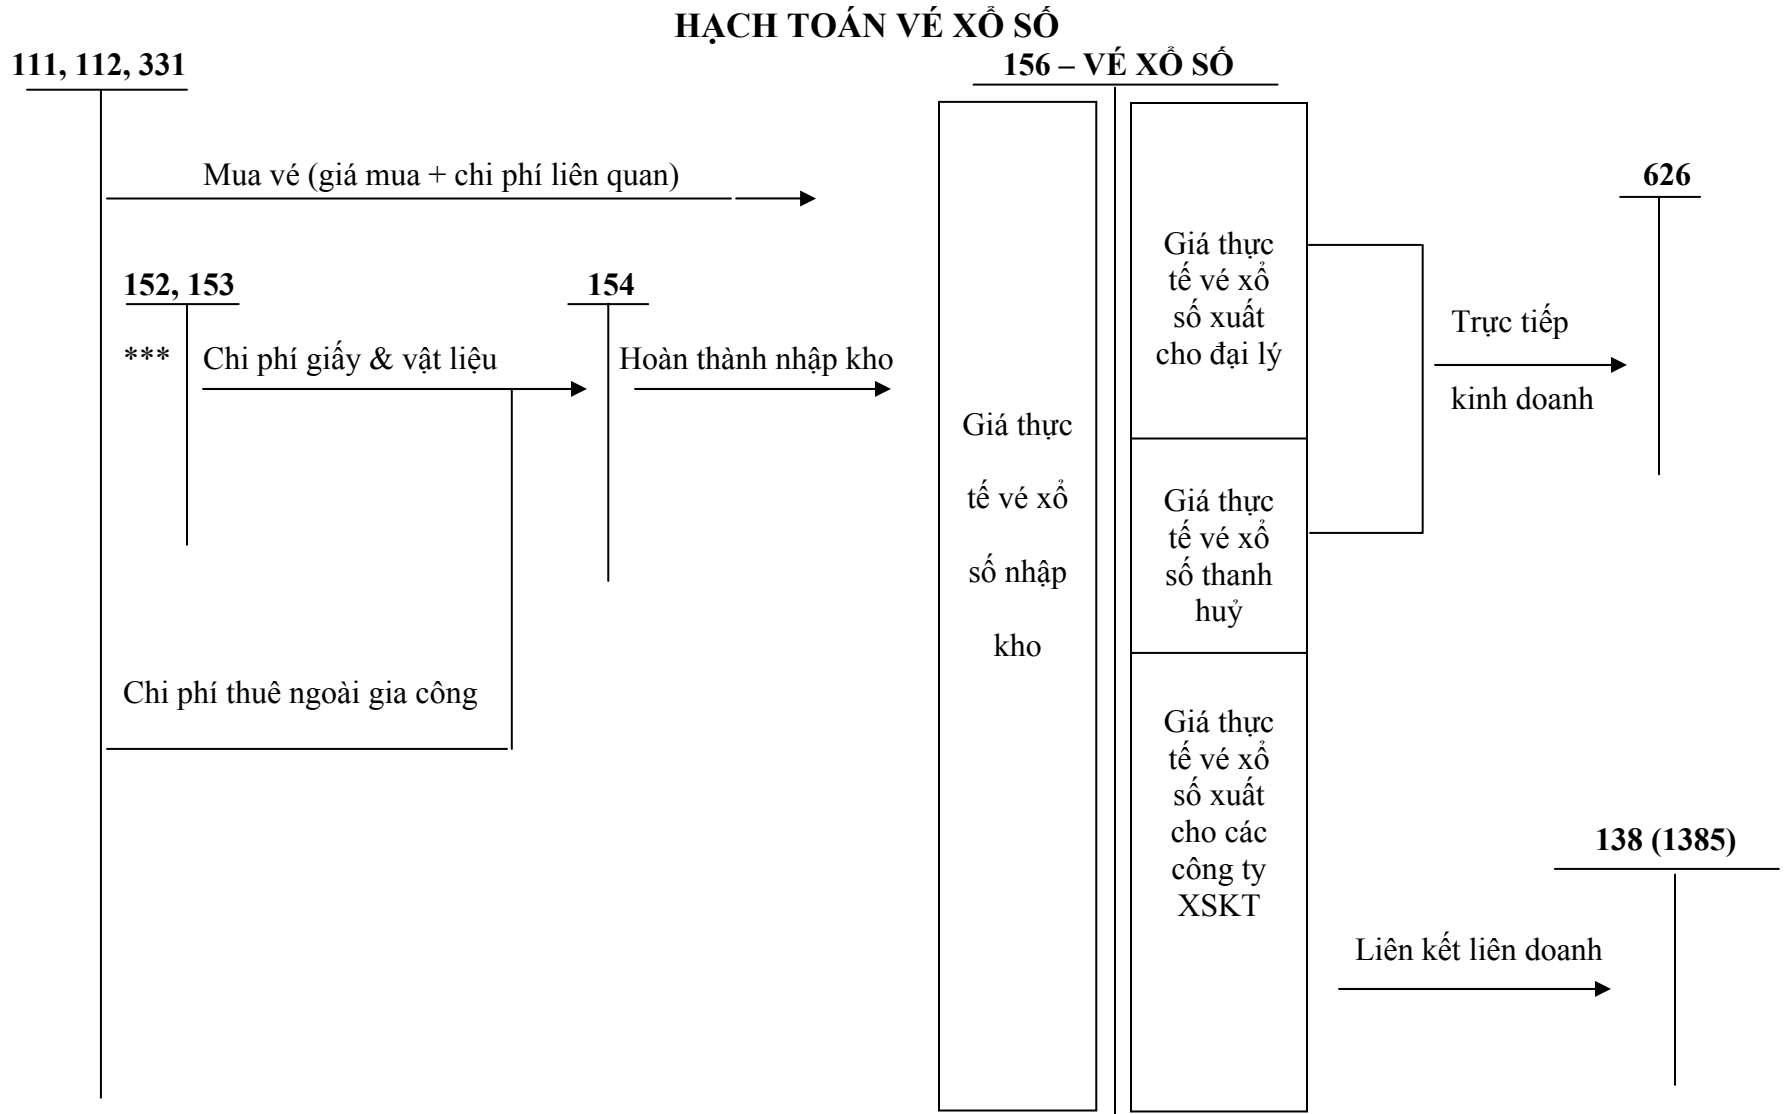 HẠCH TOÁN VÉ XỔ SỐ
111, 112, 331
156 – VÉ XỔ SỐ
Mua vé (giá mua + chi phí liên quan)
626
152, 153
154
***
Chi phí giấy & vật liệu
Hoàn thành nhập kho
Giá thực
tế vé xổ
số nhập
kho
Giá thực
tế vé xổ
số xuất
cho đại lý
Trực tiếp
kinh doanh
Giá thực
tế vé xổ
số thanh
huỷ
Chi phí thuê ngoài gia công
Giá thực
tế vé xổ
số xuất
cho các
công ty
XSKT
138 (1385)
Liên kết liên doanh